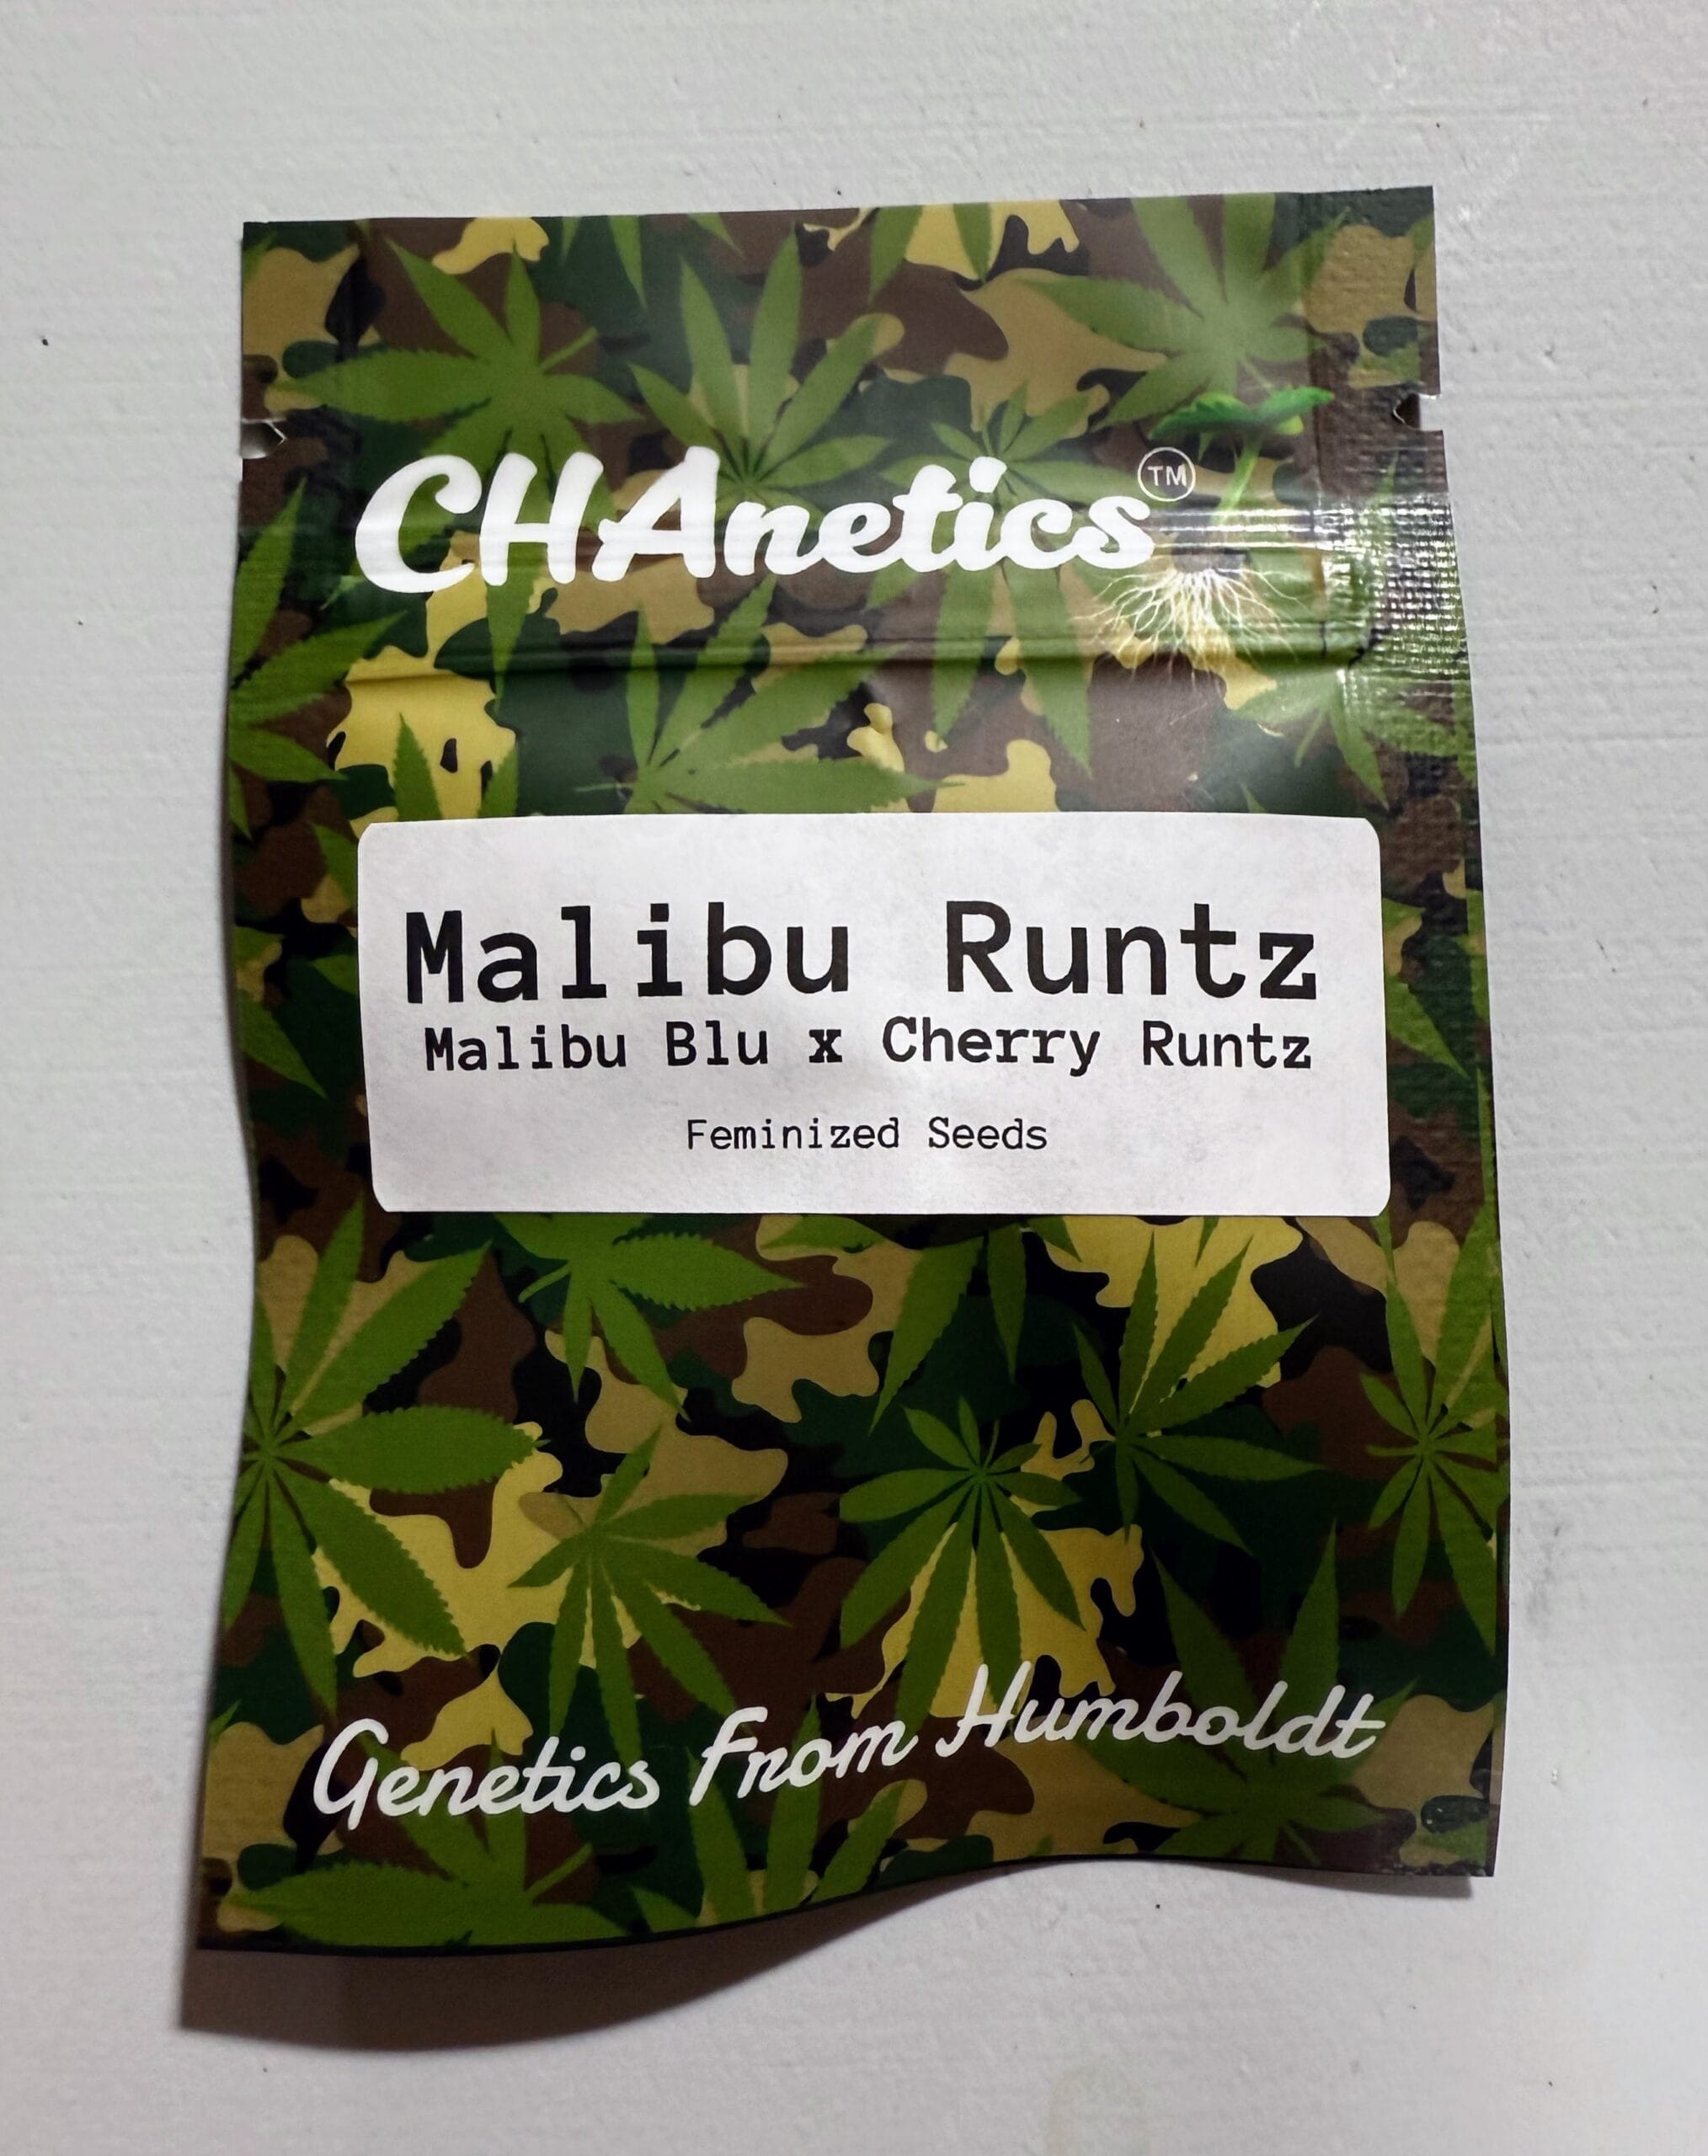 CHAnetics™
Malibu Runtz
Malibu Blu x Cherry Runtz
Feminized Seeds
Genetics From Humboldt